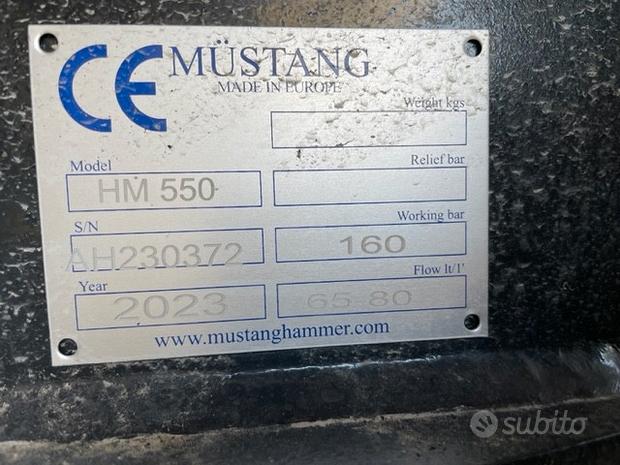 CE MÜSTANG
MADE IN EUROPE
Weight kgs
Model
Relief bar
HM 550
S/N
Working bar
AH230372
160
Year
Flow lt/1'
2023
65-80
www.mustanghammer.com
subito